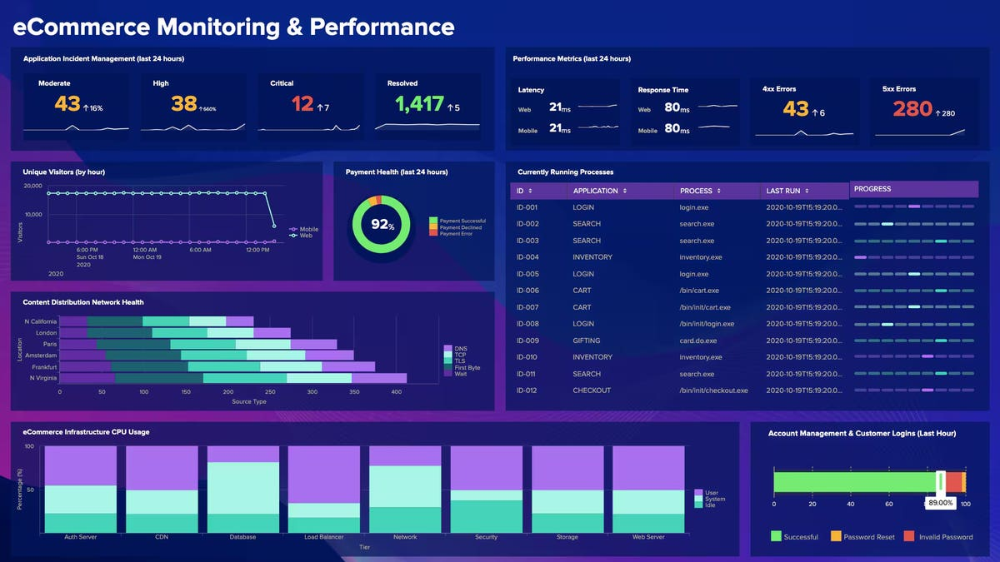 eCommerce Monitoring & Performance
Application Incident Management (last 24 hours)
Moderate
43 ↑16%
High
38 ↑660%
Critical
12 ↑7
Resolved
1,417 ↑5
Performance Metrics (last 24 hours)
Latency
Web 21ms
Mobile 21ms
Response Time
Web 80ms
Mobile 80ms
4xx Errors
43 ↑6
5xx Errors
280 ↑280
Unique Visitors (by hour)
20,000
10,000
Visitors
6:00 PM
Sun Oct 18
2020
12:00 AM
Mon Oct 19
6:00 AM
12:00 PM
2020
Mobile
Web
Payment Health (last 24 hours)
92%
Payment Successful
Payment Declined
Payment Error
Currently Running Processes
ID APPLICATION PROCESS LAST RUN PROGRESS
ID-001 LOGIN login.exe 2020-10-19T15:19:20.0...
ID-002 SEARCH search.exe 2020-10-19T15:19:20.0...
ID-003 SEARCH search.exe 2020-10-19T15:19:20.0...
ID-004 INVENTORY inventory.exe 2020-10-19T15:19:20.0...
ID-005 LOGIN login.exe 2020-10-19T15:19:20.0...
ID-006 CART /bin/cart.exe 2020-10-19T15:19:20.0...
ID-007 CART /bin/init/cart.exe 2020-10-19T15:19:20.0...
ID-008 LOGIN /bin/init/login.exe 2020-10-19T15:19:20.0...
ID-009 GIFTING card.do.exe 2020-10-19T15:19:20.0...
ID-010 INVENTORY inventory.exe 2020-10-19T15:19:20.0...
ID-011 SEARCH search.exe 2020-10-19T15:19:20.0...
ID-012 CHECKOUT /bin/init/checkout.exe 2020-10-19T15:19:20.0...
Content Distribution Network Health
Location
N California
London
Paris
Amsterdam
Frankfurt
N Virginia
0 50 100 150 200 250 300 350 400
Source Type
DNS
TCP
TLS
First Byte
Wait
eCommerce Infrastructure CPU Usage
100
50
Percentage (%)
Auth Server CDN Database Load Balancer Network Security Storage Web Server
Tier
User
System
Idle
Account Management & Customer Logins (Last Hour)
0 20 40 60 100
89.00%
Successful Password Reset Invalid Password